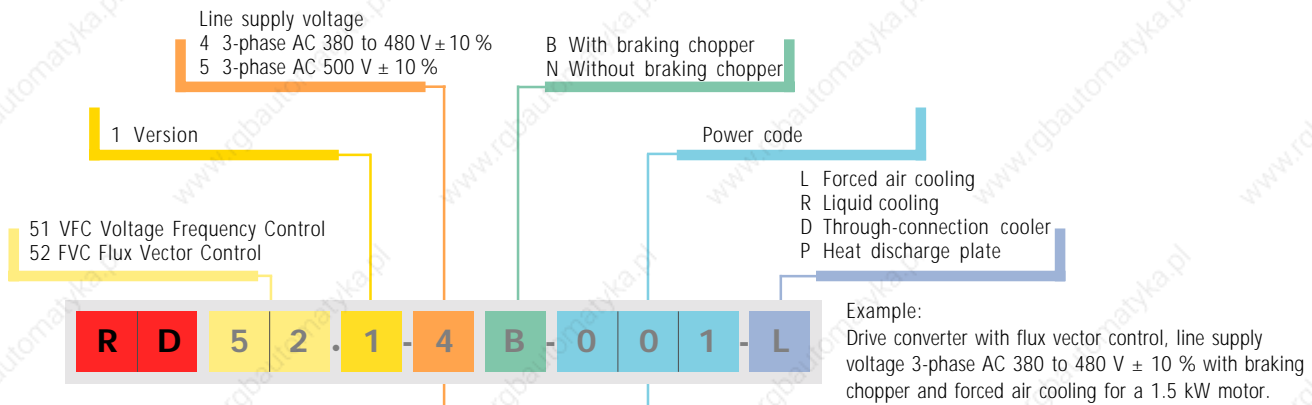 Line supply voltage
4 3-phase AC 380 to 480 V ± 10 %
5 3-phase AC 500 V ± 10 %
B With braking chopper
N Without braking chopper
1 Version
Power code
L Forced air cooling
R Liquid cooling
D Through-connection cooler
P Heat discharge plate
51 VFC Voltage Frequency Control
52 FVC Flux Vector Control
R D 5 2 . 1 - 4 B - 0 0 1 - L
Example:
Drive converter with flux vector control, line supply
voltage 3-phase AC 380 to 480 V ± 10 % with braking
chopper and forced air cooling for a 1.5 kW motor.
www.rgbautomatyka.pl